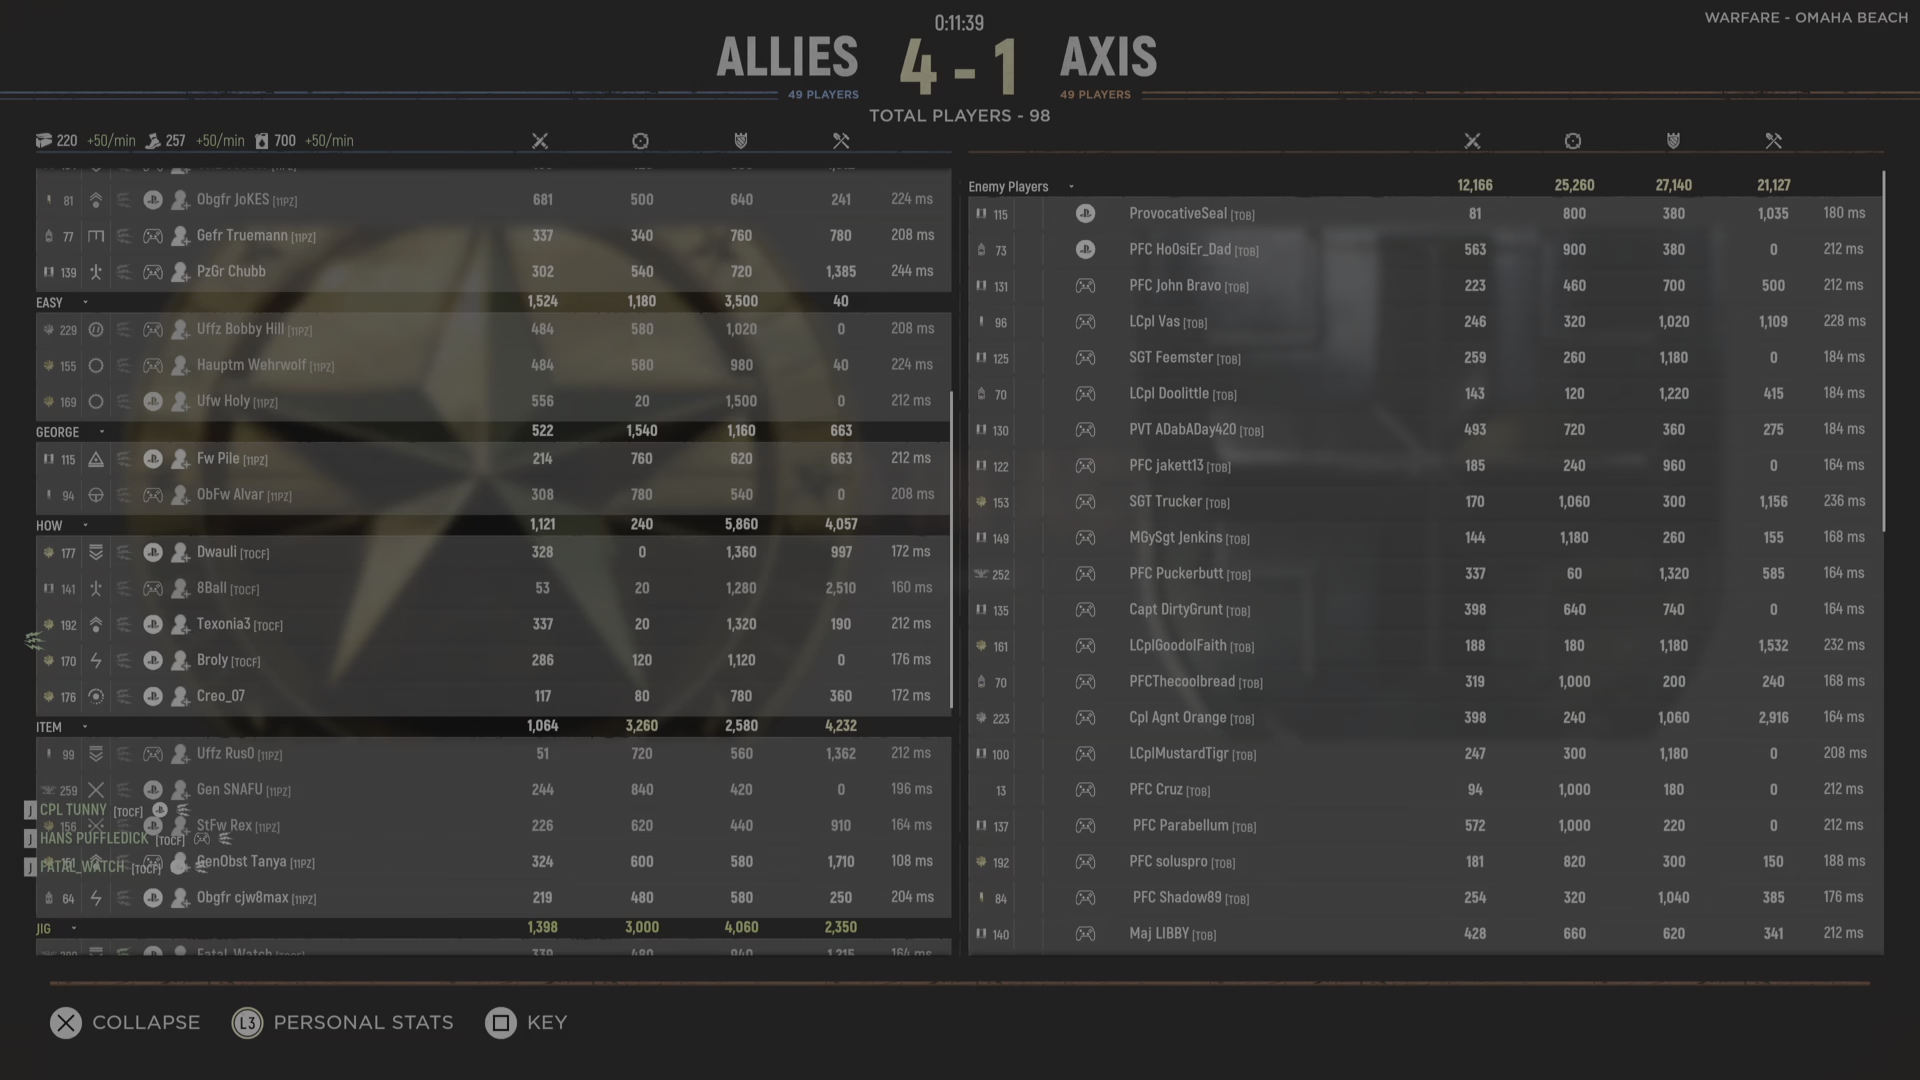 WARFARE - OMAHA BEACH
0:11:39
ALLIES 4 - 1 AXIS
49 PLAYERS 49 PLAYERS
TOTAL PLAYERS - 98
220 +50/min 257 +50/min 700 +50/min
81 Obgfr JoKES [11PZ] 681 500 640 241 224 ms
77 Gefr Truemann [11PZ] 337 340 760 780 208 ms
139 PzGr Chubb 302 540 720 1,385 244 ms
EASY 1,524 1,180 3,500 40
229 Uffz Bobby Hill [11PZ] 484 580 1,020 0 208 ms
155 Hauptm Wehrwolf [11PZ] 484 580 980 40 224 ms
169 Ufw Holy [11PZ] 556 20 1,500 0 212 ms
GEORGE 522 1,540 1,160 663
115 Fw Pile [11PZ] 214 760 620 663 212 ms
94 ObFw Alvar [11PZ] 308 780 540 0 208 ms
HOW 1,121 240 5,860 4,057
177 Dwauli [TOCF] 328 0 1,360 997 172 ms
141 8Ball [TOCF] 53 20 1,280 2,510 160 ms
192 Texonia3 [TOCF] 337 20 1,320 190 212 ms
170 Broly [TOCF] 286 120 1,120 0 176 ms
176 Creo_07 117 80 780 360 172 ms
ITEM 1,064 3,260 2,580 4,232
99 Uffz RusO [11PZ] 51 720 560 1,362 212 ms
259 Gen SNAFU [11PZ] 244 840 420 0 196 ms
J CPL TUNNY [TOCF]
156 StFw Rex [11PZ] 226 620 440 910 164 ms
J HANS PUFFLEDICK [TOCF]
GenObst Tanya [11PZ] 324 600 580 1,710 108 ms
J FATAL_WATCH [TOCF]
64 Obgfr cjw8max [11PZ] 219 480 580 250 204 ms
JIG 1,398 3,000 4,060 2,350
Fatal_Watch 339 480 940 1,215 164 ms
Enemy Players 12,166 25,260 27,140 21,127
115 ProvocativeSeal [TOB] 81 800 380 1,035 180 ms
73 PFC Ho0siEr_Dad [TOB] 563 900 380 0 212 ms
131 PFC John Bravo [TOB] 223 460 700 500 212 ms
96 LCpl Vas [TOB] 246 320 1,020 1,109 228 ms
125 SGT Feemster [TOB] 259 260 1,180 0 184 ms
70 LCpl Doolittle [TOB] 143 120 1,220 415 184 ms
130 PVT ADabADay420 [TOB] 493 720 360 275 184 ms
122 PFC jakett13 [TOB] 185 240 960 0 164 ms
153 SGT Trucker [TOB] 170 1,060 300 1,156 236 ms
149 MGySgt Jenkins [TOB] 144 1,180 260 155 168 ms
252 PFC Puckerbutt [TOB] 337 60 1,320 585 164 ms
135 Capt DirtyGrunt [TOB] 398 640 740 0 164 ms
161 LCplGoodolFaith [TOB] 188 180 1,180 1,532 232 ms
70 PFCThecoolbread [TOB] 319 1,000 200 240 168 ms
223 Cpl Agnt Orange [TOB] 398 240 1,060 2,916 164 ms
100 LCplMustardTigr [TOB] 247 300 1,180 0 208 ms
13 PFC Cruz [TOB] 94 1,000 180 0 212 ms
137 PFC Parabellum [TOB] 572 1,000 220 0 212 ms
192 PFC soluspro [TOB] 181 820 300 150 188 ms
84 PFC Shadow89 [TOB] 254 320 1,040 385 176 ms
140 Maj LIBBY [TOB] 428 660 620 341 212 ms
COLLAPSE L3 PERSONAL STATS KEY